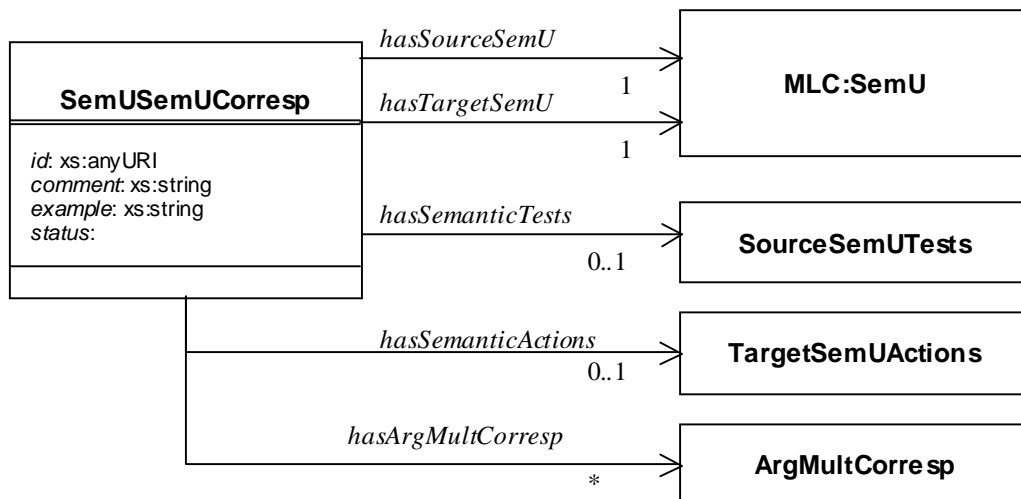 hasSourceSemU
1
MLC:SemU
SemUSemUCorresp
hasTargetSemU
1
id: xs:anyURI
comment: xs:string
example: xs:string
status:
hasSemanticTests
0..1
SourceSemUTests
hasSemanticActions
0..1
TargetSemUActions
hasArgMultCorresp
*
ArgMultCorresp